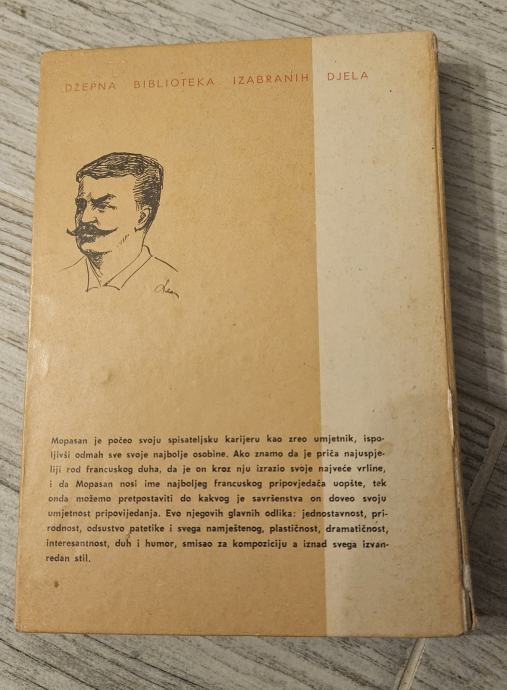 DŽEPNA BIBLIOTEKA IZABRANIH DJELA
Mopasan je počeo svoju spisateljsku karijeru kao zreo umjetnik, ispo-
ljivši odmah sve svoje najbolje osobine. Ako znamo da je priča najuspje-
liji rod francuskog duha, da je on kroz nju izrazio svoje najveće vrline,
i da Mopasan nosi ime najboljeg francuskog pripovjedača uopšte, tek
onda možemo pretpostaviti do kakvog je savršenstva on doveo svoju
umjetnost pripovijedanja. Evo njegovih glavnih odlika: jednostavnost, pri-
rodnost, odsustvo patetike i svega namještenog, plastičnost, dramatičnost,
interesantnost, duh i humor, smisao za kompoziciju a iznad svega izvan-
redan stil.